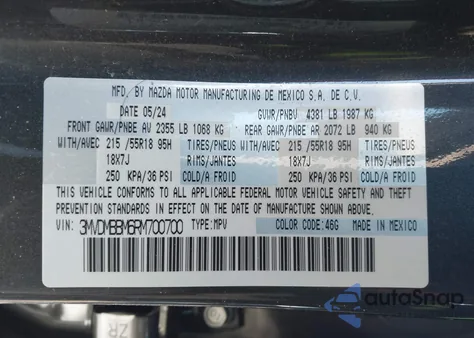 MFD. BY MAZDA MOTOR MANUFACTURING DE MEXICO S.A. DE C.V.
DATE 05/24 GVWR/PNBV 4381 LB 1987 KG
FRONT GAWR/PNBE AV 2355 LB 1068 KG REAR GAWR/PNBE AR 2072 LB 940 KG
WITH/AVEC 215 /55R18 95H TIRES/PNEUS WITH/AVEC 215 /55R18 95H TIRES/PNEUS
18X7J RIMS/JANTES 18X7J RIMS/JANTES
250 KPA/36 PSI COLD/A FROID 250 KPA/36 PSI COLD/A FROID
THIS VEHICLE CONFORMS TO ALL APPLICABLE FEDERAL MOTOR VEHICLE SAFETY AND THEFT
PREVENTION STANDARDS IN EFFECT ON THE DATE OF MANUFACTURE SHOWN ABOVE.
VIN: 3MVDMBBM6RM700700 TYPE:MPV COLOR CODE:46G MADE IN MEXICO
autoSnap
ZR